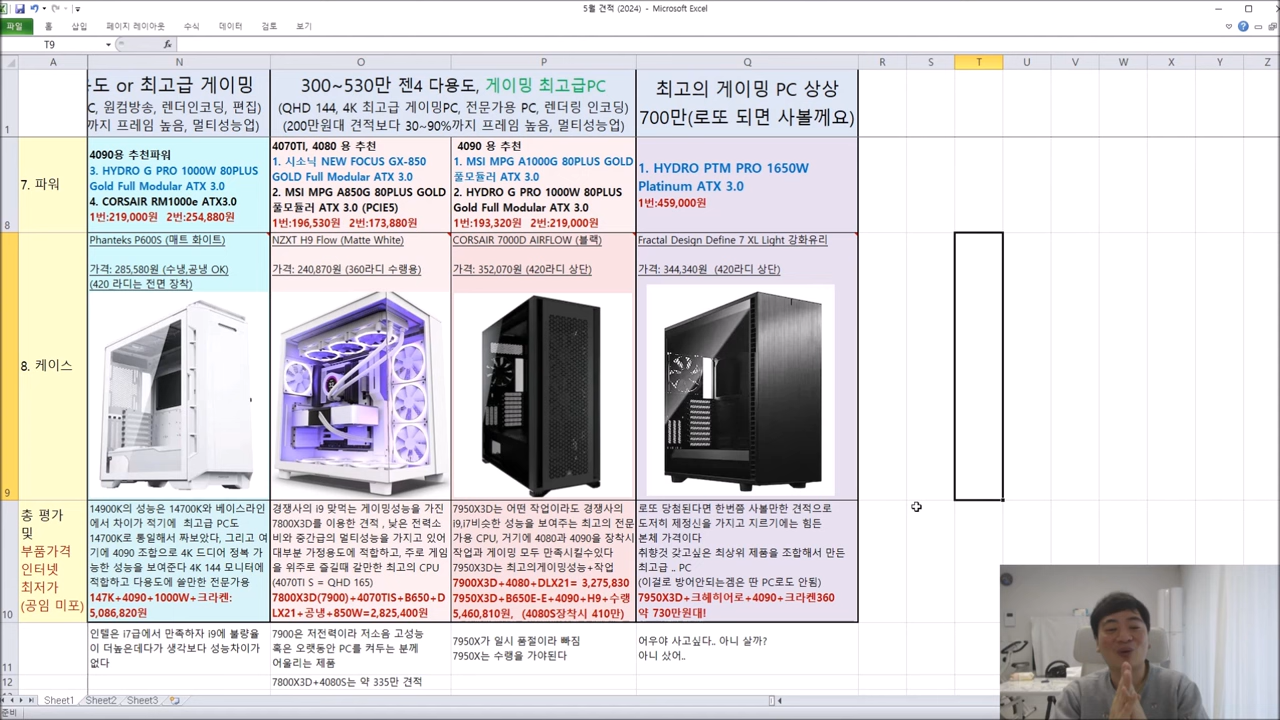 5월 견적 (2024) - Microsoft Excel
파일 홈 삽입 페이지 레이아웃 수식 데이터 검토 보기
T9 fx
A N O P Q R S T U V W X Y Z
1
도 or 최고급 게이밍
C, 원컴방송, 렌더인코딩, 편집)
까지 프레임 높음, 멀티성능업)
300~530만 젠4 다용도, 게이밍 최고급PC
(QHD 144, 4K 최고급 게이밍PC, 전문가용 PC, 렌더링 인코딩)
(200만원대 견적보다 30~90%까지 프레임 높음, 멀티성능업)
최고의 게이밍 PC 상상
700만(로또 되면 사볼께요)
8
7. 파워
4090용 추천파워
3. HYDRO G PRO 1000W 80PLUS
Gold Full Modular ATX 3.0
4. CORSAIR RM1000e ATX3.0
1번:219,000원 2번:254,880원
4070TI, 4080 용 추천
1. 시소닉 NEW FOCUS GX-850
GOLD Full Modular ATX 3.0
2. MSI MPG A850G 80PLUS GOLD
풀모듈러 ATX 3.0 (PCIE5)
1번:196,530원 2번:173,880원
4090 용 추천
1. MSI MPG A1000G 80PLUS GOLD
풀모듈러 ATX 3.0
2. HYDRO G PRO 1000W 80PLUS
Gold Full Modular ATX 3.0
1번:193,320원 2번:219,000원
1. HYDRO PTM PRO 1650W
Platinum ATX 3.0
1번:459,000원
9
8. 케이스
Phanteks P600S (매트 화이트)
가격: 285,580원 (수냉,공냉 OK)
(420 라디는 전면 장착)
NZXT H9 Flow (Matte White)
가격: 240,870원 (360라디 수랭용)
CORSAIR 7000D AIRFLOW (블랙)
가격: 352,070원 (420라디 상단)
Fractal Design Define 7 XL Light 강화유리
가격: 344,340원 (420라디 상단)
10
총 평가
및
부품가격
인터넷
최저가
(공임 미포)
14900K의 성능은 14700K와 베이스라인
에서 차이가 적기에 최고급 PC도
14700K로 통일해서 짜보았다, 그리고 여
기에 4090 조합으로 4K 드디어 정복 가
능한 성능을 보여준다 4K 144 모니터에
적합하고 다용도에 쓸만한 전문가용
147K+4090+1000W+크라켄:
5,086,820원
경쟁사의 i9 맞먹는 게이밍성능을 가진
7800X3D를 이용한 견적 , 낮은 전력소
비와 중간급의 멀티성능을 가지고 있어
대부분 가정용도에 적합하고, 주로 게임
을 위주로 즐길때 갈만한 최고의 CPU
(4070TI S = QHD 165)
7800X3D(7900)+4070TIS+B650+D
LX21+공냉+850W=2,825,400원
7950X3D는 어떤 작업이라도 경쟁사의
i9,i7비슷한 성능을 보여주는 최고의 전문
가용 CPU, 거기에 4080과 4090을 장착시
작업과 게이밍 모두 만족시킬수있다
7950X3D는 최고의게이밍성능+작업
7900X3D+4080+DLX21= 3,275,830
7950X3D+B650E-E+4090+H9+수랭
5,460,810원, (4080S장착시 410만)
로또 당첨된다면 한번쯤 사볼만한 견적으로
도저히 제정신을 가지고 지르기에는 힘든
본체 가격이다
취향것 갖고싶은 최상위 제품을 조합해서 만든
최고급 .. PC
(이걸로 방어안되는겜은 딴 PC로도 안됨)
7950X3D+크헤히어로+4090+크라켄360
약 730만원대!
11
인텔은 i7급에서 만족하자 i9에 불량율
이 더높은데다가 생각보다 성능차이가
없다
7900은 저전력이라 저소음 고성능
혹은 오랫동안 PC를 켜두는 분께
어울리는 제품
7950X가 일시 품절이라 빠짐
7950X는 수랭을 가야된다
어우야 사고싶다.. 아니 살까?
아니 샀어..
12
7800X3D+4080S는 약 335만 견적
Sheet1 Sheet2 Sheet3
준비